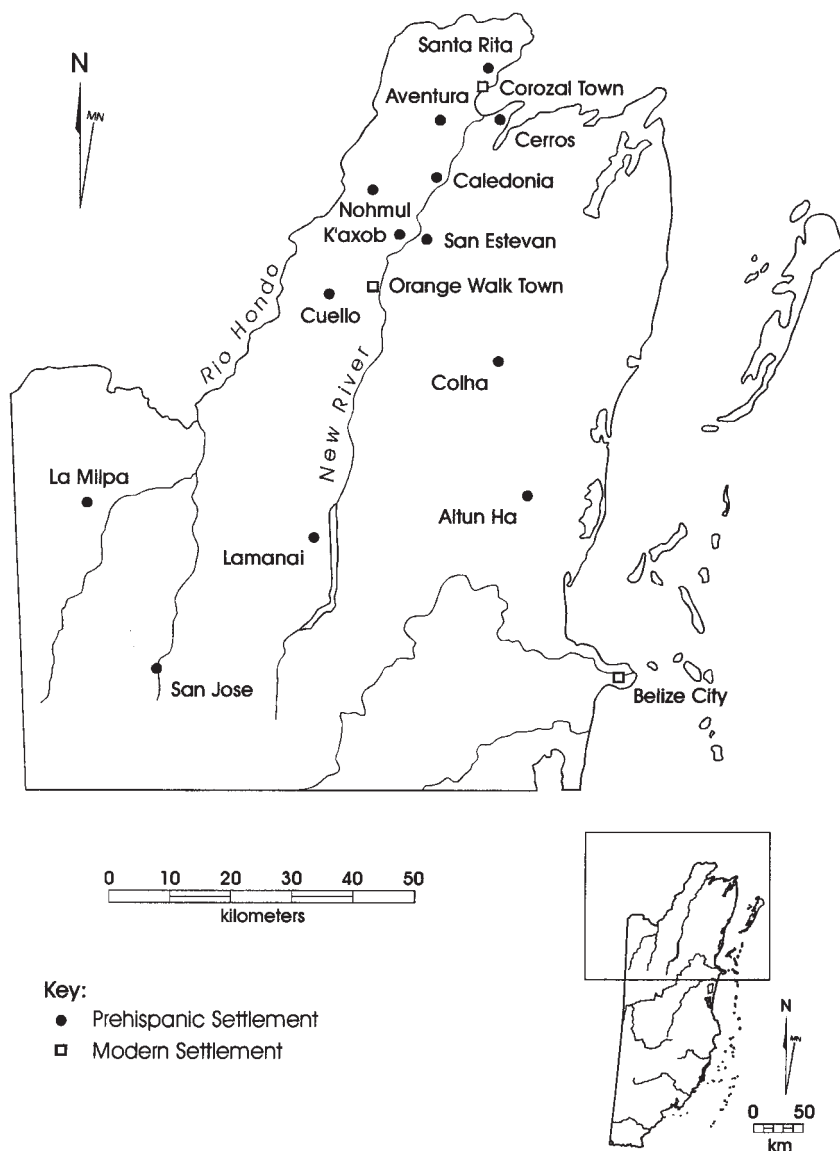 Santa Rita
N
Corozal Town
Aventura
MN
Cerros
Caledonia
Nohmul
K'axob
San Estevan
Orange Walk Town
Cuello
Rio Hondo
New River
Colha
La Milpa
Altun Ha
Lamanai
San Jose
Belize City
0 10 20 30 40 50
kilometers
Key:
Prehispanic Settlement
Modern Settlement
N
MN
0 50
km